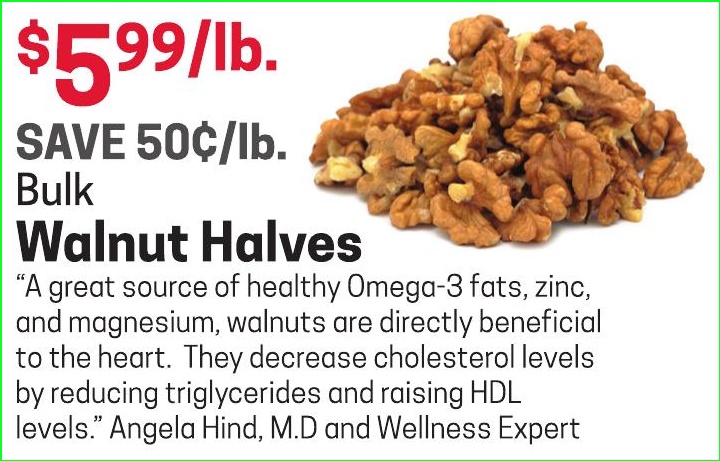 $5.99/lb.
SAVE 50¢/lb.
Bulk
Walnut Halves
“A great source of healthy Omega-3 fats, zinc,
and magnesium, walnuts are directly beneficial
to the heart.  They decrease cholesterol levels
by reducing triglycerides and raising HDL
levels.” Angela Hind, M.D and Wellness Expert